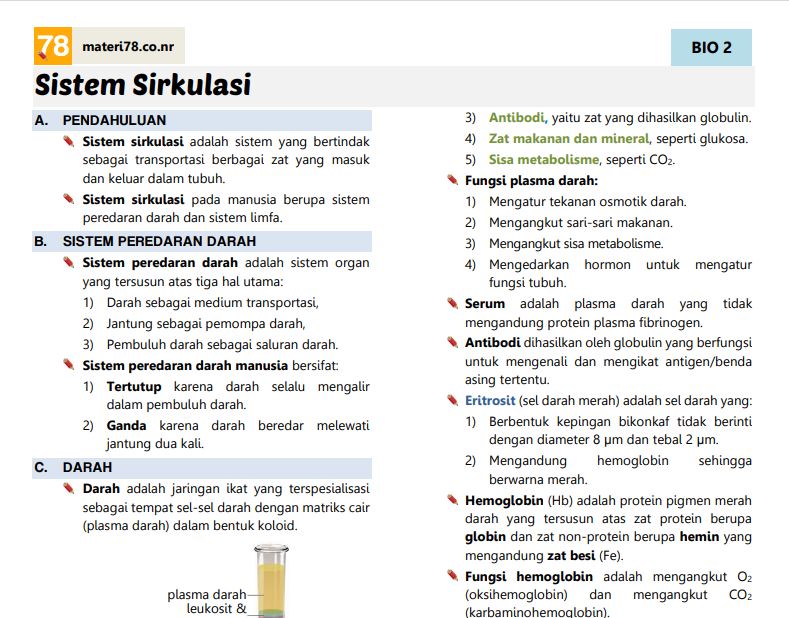 78 materi78.co.nr
BIO 2
Sistem Sirkulasi
A. PENDAHULUAN
Sistem sirkulasi adalah sistem yang bertindak
sebagai transportasi berbagai zat yang masuk
dan keluar dalam tubuh.
Sistem sirkulasi pada manusia berupa sistem
peredaran darah dan sistem limfa.
B. SISTEM PEREDARAN DARAH
Sistem peredaran darah adalah sistem organ
yang tersusun atas tiga hal utama:
1) Darah sebagai medium transportasi,
2) Jantung sebagai pemompa darah,
3) Pembuluh darah sebagai saluran darah.
Sistem peredaran darah manusia bersifat:
1) Tertutup karena darah selalu mengalir
dalam pembuluh darah.
2) Ganda karena darah beredar melewati
jantung dua kali.
C. DARAH
Darah adalah jaringan ikat yang terspesialisasi
sebagai tempat sel-sel darah dengan matriks cair
(plasma darah) dalam bentuk koloid.
plasma darah
leukosit &
3) Antibodi, yaitu zat yang dihasilkan globulin.
4) Zat makanan dan mineral, seperti glukosa.
5) Sisa metabolisme, seperti CO₂.
Fungsi plasma darah:
1) Mengatur tekanan osmotik darah.
2) Mengangkut sari-sari makanan.
3) Mengangkut sisa metabolisme.
4) Mengedarkan hormon untuk mengatur
fungsi tubuh.
Serum adalah plasma darah yang tidak
mengandung protein plasma fibrinogen.
Antibodi dihasilkan oleh globulin yang berfungsi
untuk mengenali dan mengikat antigen/benda
asing tertentu.
Eritrosit (sel darah merah) adalah sel darah yang:
1) Berbentuk kepingan bikonkaf tidak berinti
dengan diameter 8 μm dan tebal 2 μm.
2) Mengandung hemoglobin sehingga
berwarna merah.
Hemoglobin (Hb) adalah protein pigmen merah
darah yang tersusun atas zat protein berupa
globin dan zat non-protein berupa hemin yang
mengandung zat besi (Fe).
Fungsi hemoglobin adalah mengangkut O₂
(oksihemoglobin) dan mengangkut CO₂
(karbaminohemoglobin).